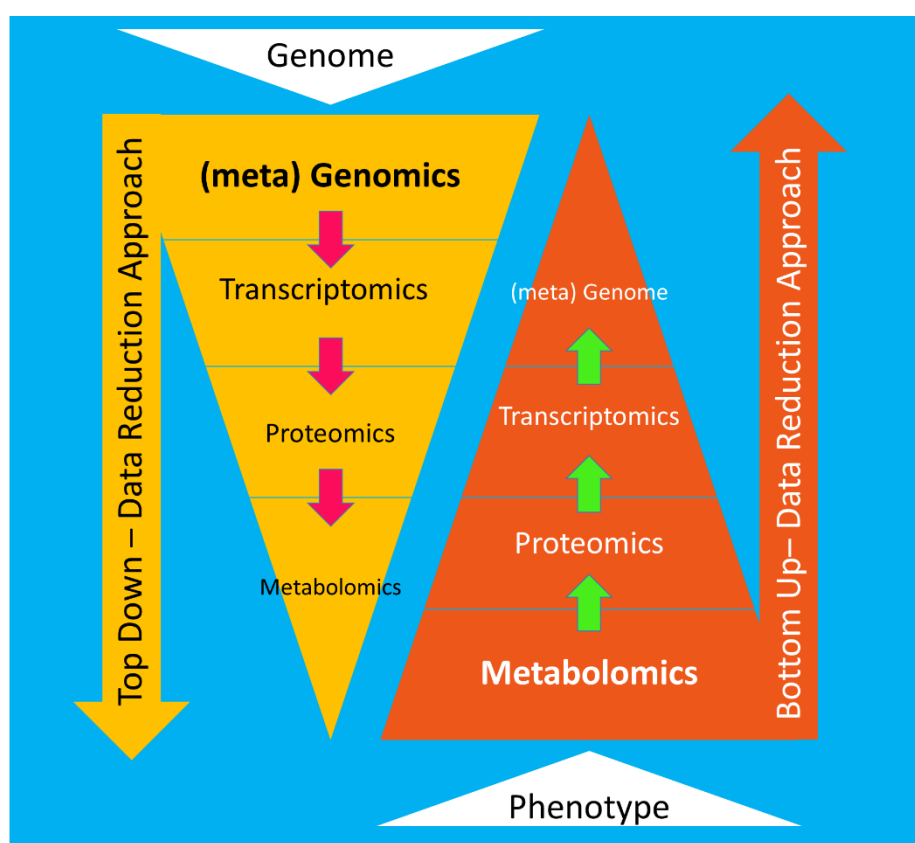 Genome
Top Down – Data Reduction Approach
(meta) Genomics
Transcriptomics
Proteomics
Metabolomics
(meta) Genome
Transcriptomics
Proteomics
Metabolomics
Bottom Up– Data Reduction Approach
Phenotype